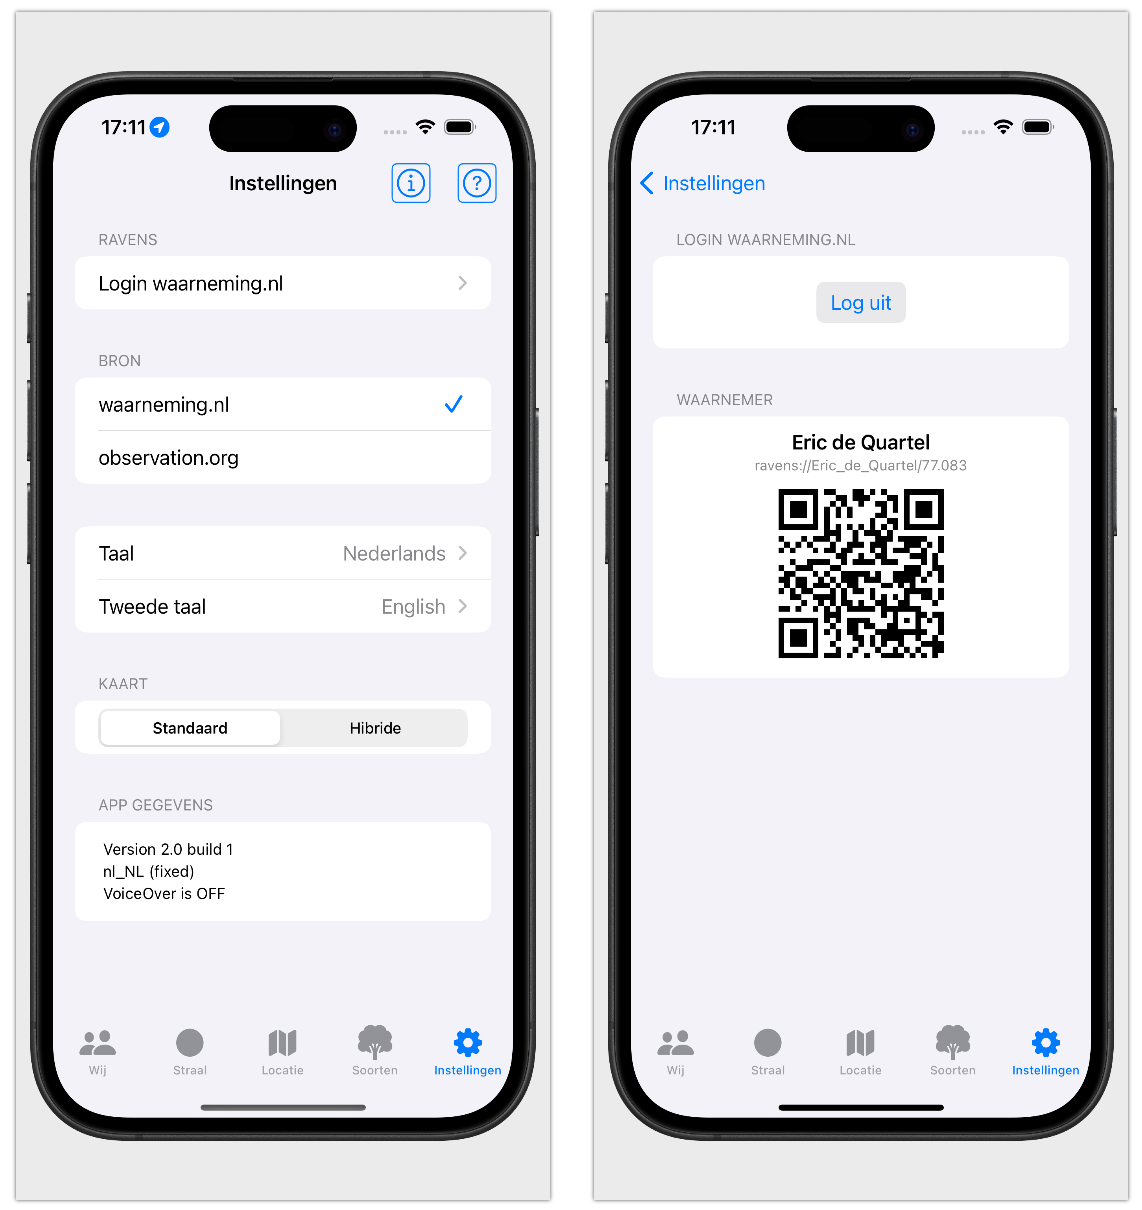 17:11
Instellingen
RAVENS
Login waarneming.nl
BRON
waarneming.nl
observation.org
Taal Nederlands
Tweede taal English
KAART
Standaard Hibride
APP GEGEVENS
Version 2.0 build 1
nl_NL (fixed)
VoiceOver is OFF
Wij Straal Locatie Soorten Instellingen
17:11
Instellingen
LOGIN WAARNEMING.NL
Log uit
WAARNEMER
Eric de Quartel
ravens://Eric_de_Quartel/77.083
Wij Straal Locatie Soorten Instellingen